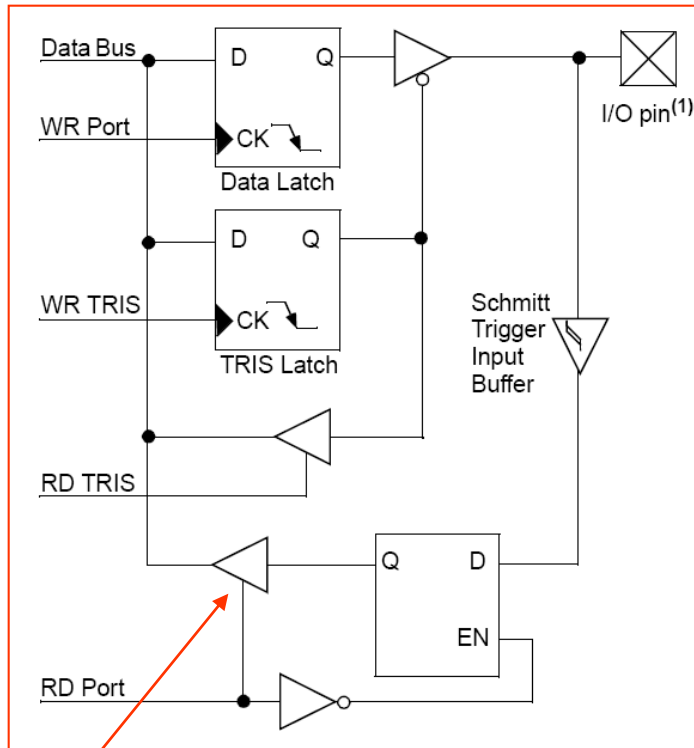 Data Bus
D
Q
I/O pin(1)
WR Port
CK
Data Latch
D
Q
WR TRIS
CK
TRIS Latch
Schmitt
Trigger
Input
Buffer
RD TRIS
Q
D
EN
RD Port